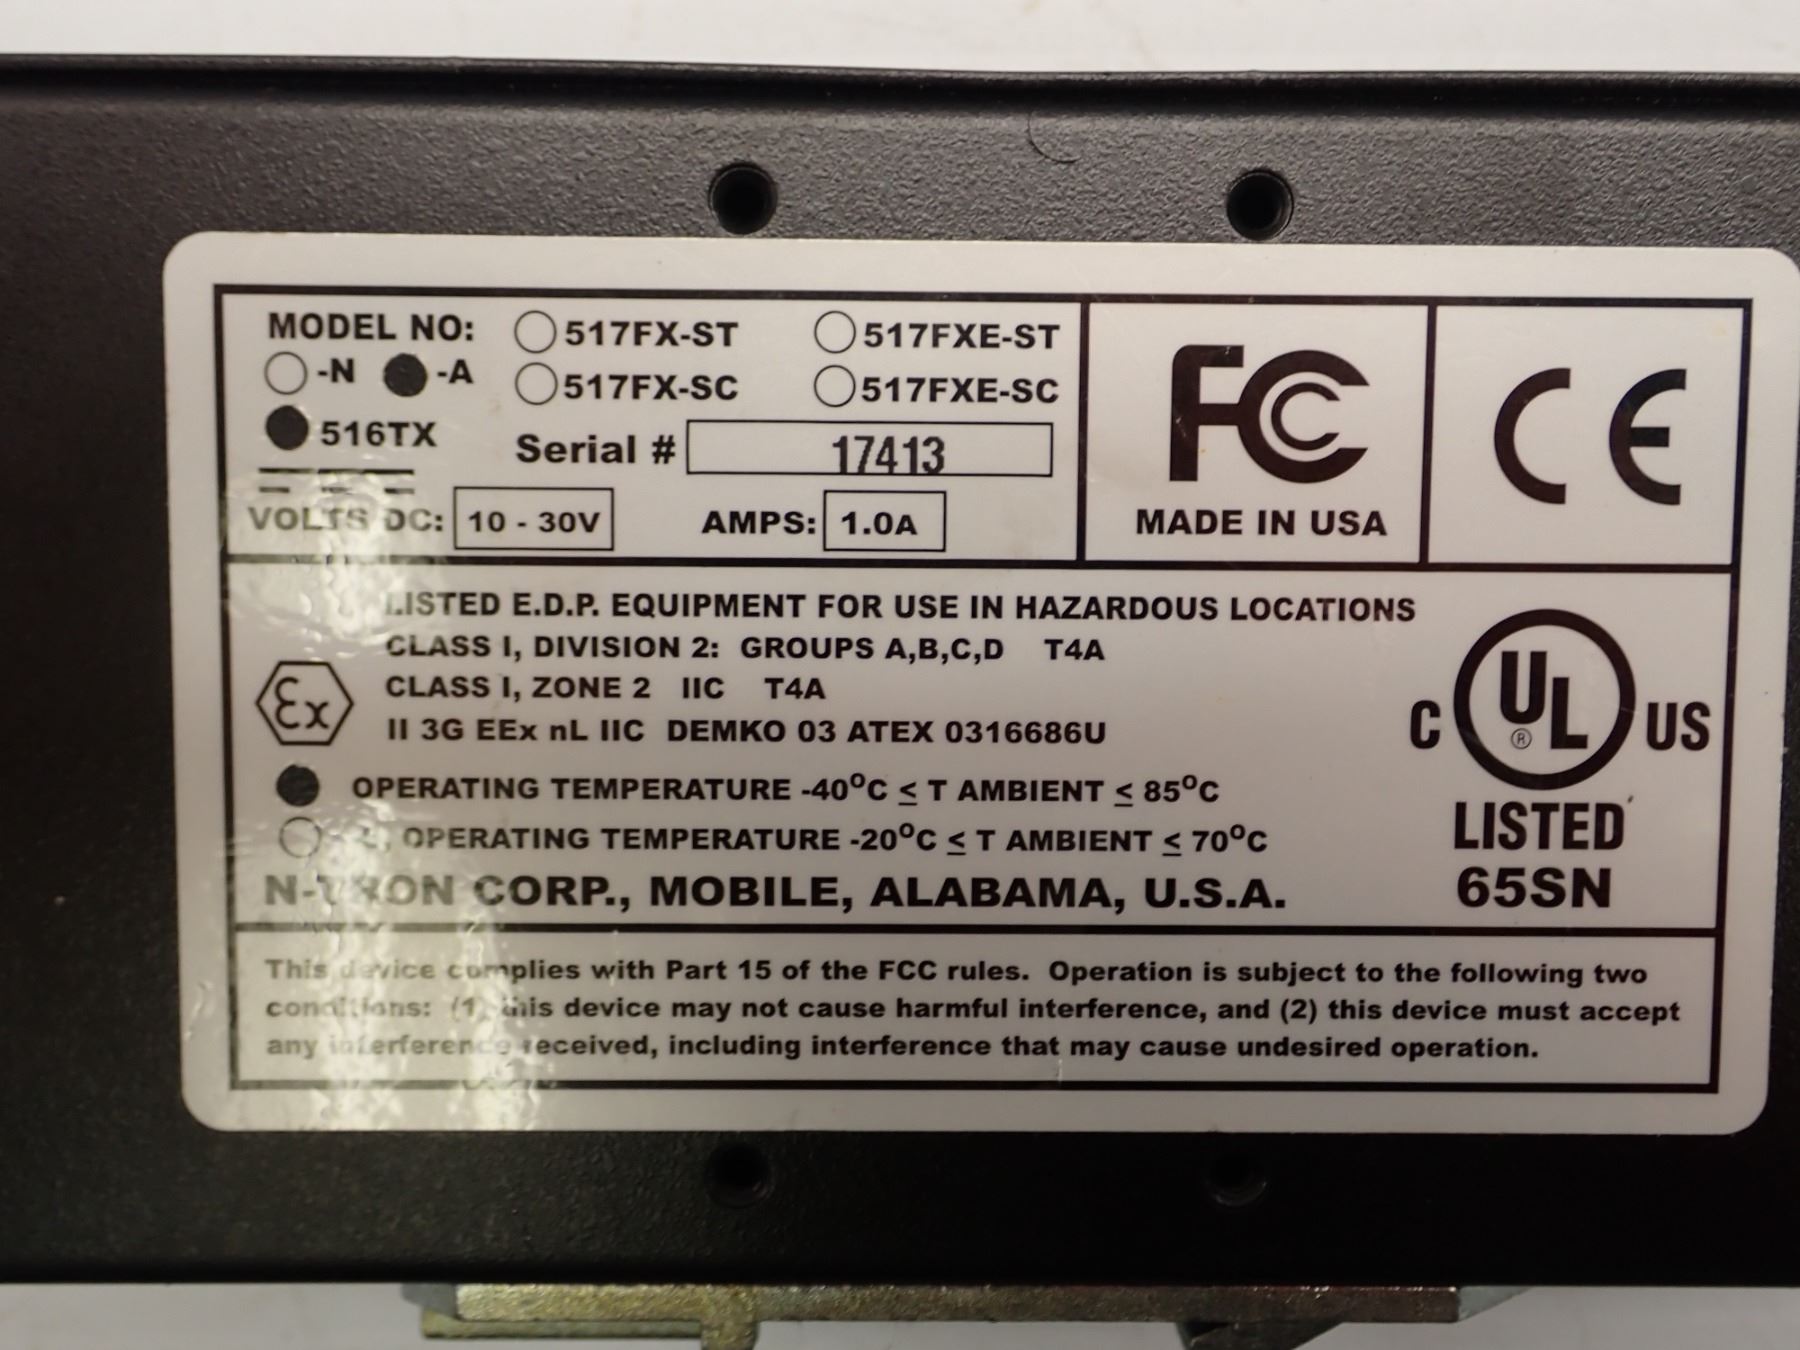 MODEL NO: 517FX-ST 517FXE-ST
-N -A 517FX-SC 517FXE-SC
516TX Serial # 17413
VOLTS DC: 10 - 30V AMPS: 1.0A
FC
MADE IN USA
CE
LISTED E.D.P. EQUIPMENT FOR USE IN HAZARDOUS LOCATIONS
CLASS I, DIVISION 2: GROUPS A,B,C,D T4A
Ex CLASS I, ZONE 2 IIC T4A
II 3G EEx nL IIC DEMKO 03 ATEX 0316686U
OPERATING TEMPERATURE -40°C ≤ T AMBIENT ≤ 85°C
OPERATING TEMPERATURE -20°C ≤ T AMBIENT ≤ 70°C
N-TRON CORP., MOBILE, ALABAMA, U.S.A.
C UL ® US
LISTED
65SN
This device complies with Part 15 of the FCC rules. Operation is subject to the following two
conditions: (1) this device may not cause harmful interference, and (2) this device must accept
any interference received, including interference that may cause undesired operation.